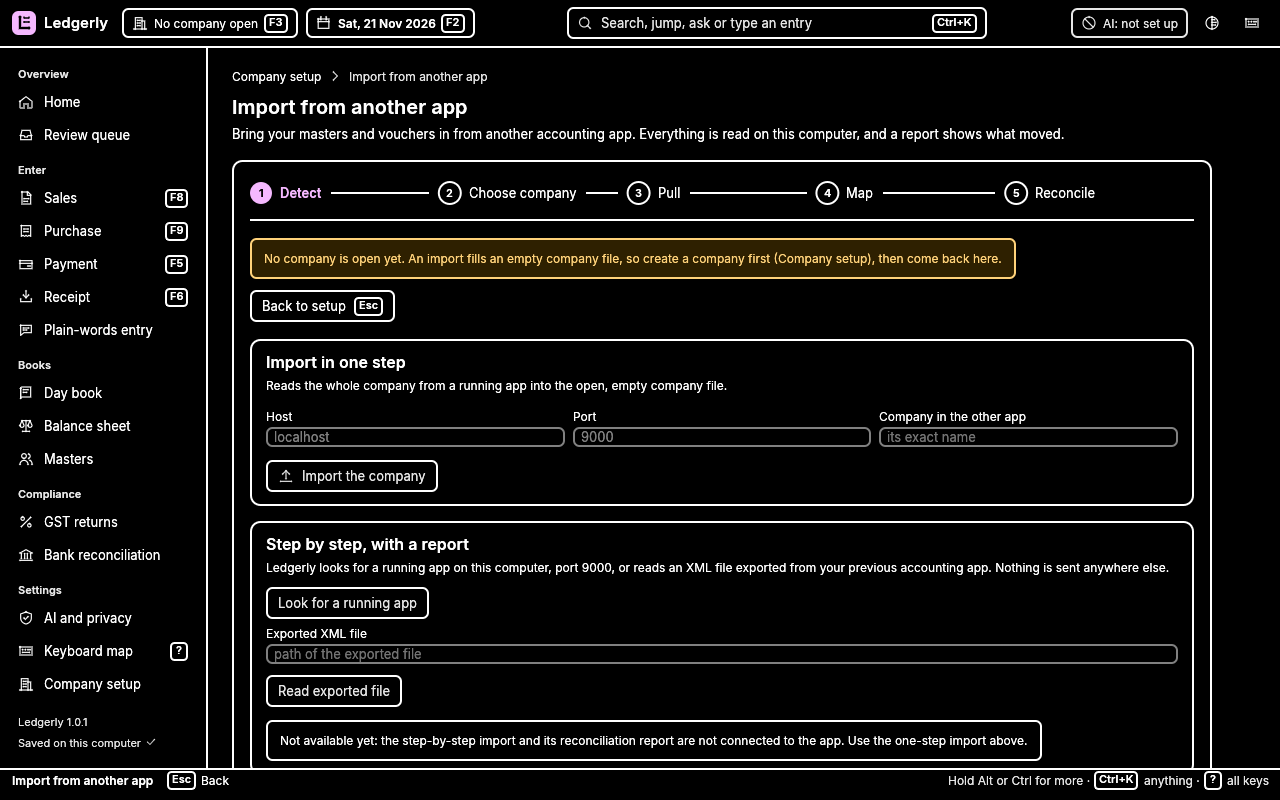 Ledgerly
No company open F3
Sat, 21 Nov 2026 F2
Search, jump, ask or type an entry Ctrl+K
AI: not set up
Overview
Home
Review queue
Enter
Sales F8
Purchase F9
Payment F5
Receipt F6
Plain-words entry
Books
Day book
Balance sheet
Masters
Compliance
GST returns
Bank reconciliation
Settings
AI and privacy
Keyboard map ?
Company setup
Ledgerly 1.0.1
Saved on this computer
Company setup Import from another app
Import from another app
Bring your masters and vouchers in from another accounting app. Everything is read on this computer, and a report shows what moved.
1 Detect 2 Choose company 3 Pull 4 Map 5 Reconcile
No company is open yet. An import fills an empty company file, so create a company first (Company setup), then come back here.
Back to setup Esc
Import in one step
Reads the whole company from a running app into the open, empty company file.
Host Port Company in the other app
localhost 9000 its exact name
Import the company
Step by step, with a report
Ledgerly looks for a running app on this computer, port 9000, or reads an XML file exported from your previous accounting app. Nothing is sent anywhere else.
Look for a running app
Exported XML file
path of the exported file
Read exported file
Not available yet: the step-by-step import and its reconciliation report are not connected to the app. Use the one-step import above.
Import from another app Esc Back
Hold Alt or Ctrl for more · Ctrl+K anything · ? all keys